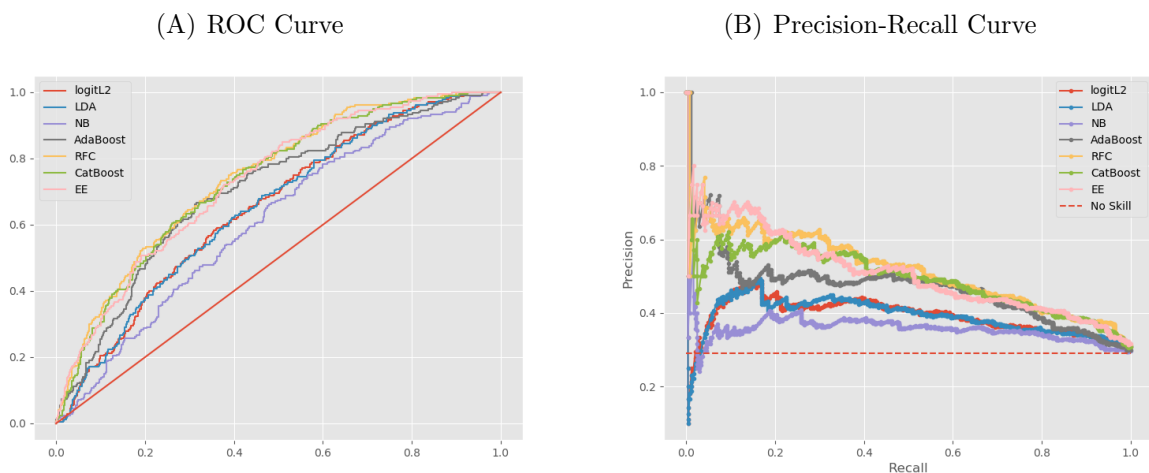 (A) ROC Curve
1.0
0.8
0.6
0.4
0.2
0.0
0.0 0.2 0.4 0.6 0.8 1.0
logitL2
LDA
NB
AdaBoost
RFC
CatBoost
EE
(B) Precision-Recall Curve
Precision
1.0
0.8
0.6
0.4
0.2
0.0 0.2 0.4 0.6 0.8 1.0
Recall
logitL2
LDA
NB
AdaBoost
RFC
CatBoost
EE
No Skill